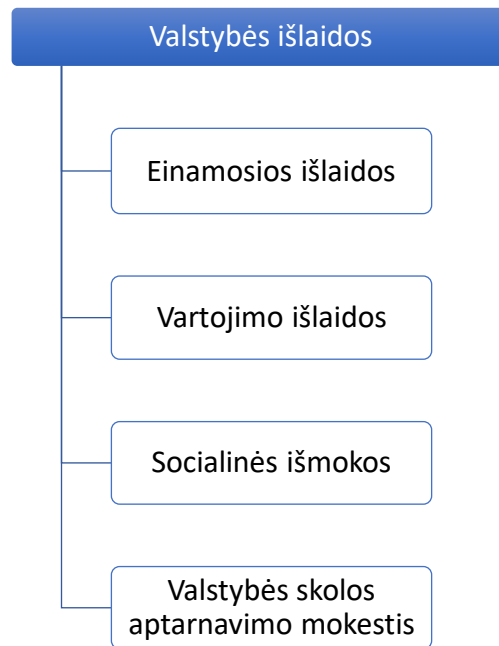 Valstybės išlaidos
Einamosios išlaidos
Vartojimo išlaidos
Socialinės išmokos
Valstybės skolos
aptarnavimo mokestis